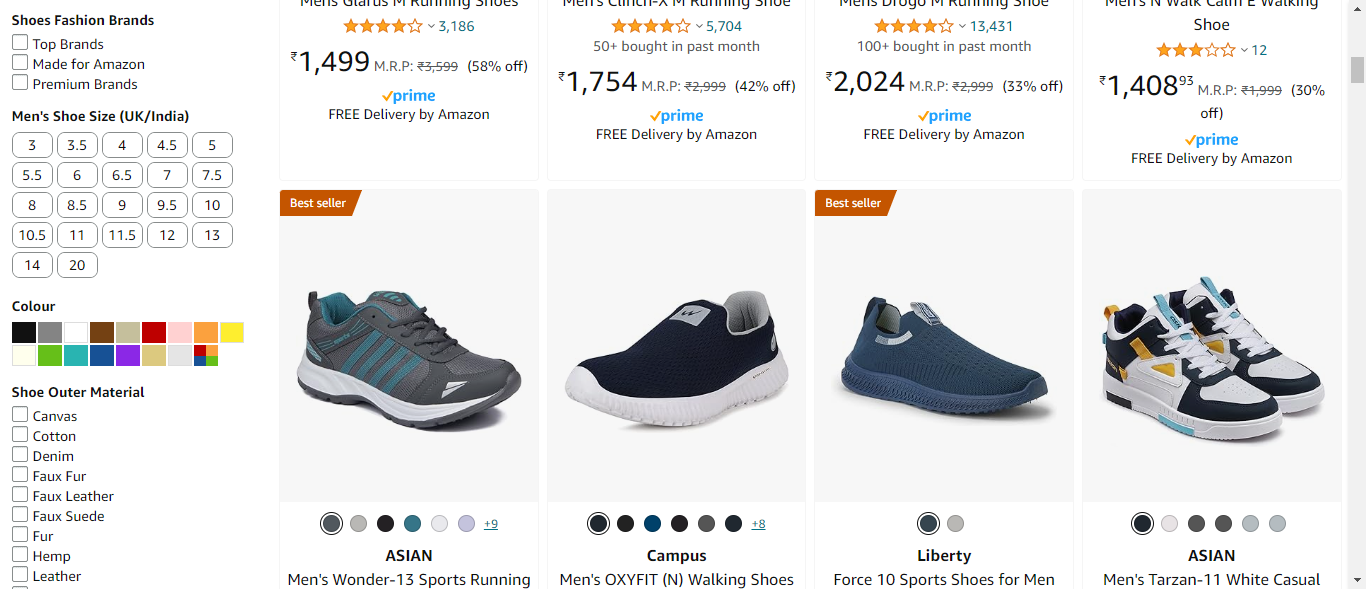 Shoes Fashion Brands
Top Brands
Made for Amazon
Premium Brands
Men's Shoe Size (UK/India)
3 3.5 4 4.5 5
5.5 6 6.5 7 7.5
8 8.5 9 9.5 10
10.5 11 11.5 12 13
14 20
Colour
Shoe Outer Material
Canvas
Cotton
Denim
Faux Fur
Faux Leather
Faux Suede
Fur
Hemp
Leather
Mens Glarus M Running Shoes
3,186
₹1,499 M.R.P: ₹3,599 (58% off)
prime
FREE Delivery by Amazon
Men's Clinch-X M Running Shoe
5,704
50+ bought in past month
₹1,754 M.R.P: ₹2,999 (42% off)
prime
FREE Delivery by Amazon
Mens Drogo M Running Shoe
13,431
100+ bought in past month
₹2,024 M.R.P: ₹2,999 (33% off)
prime
FREE Delivery by Amazon
Men's N Walk Calm E Walking
Shoe
12
₹1,40893 M.R.P: ₹1,999 (30%
off)
prime
FREE Delivery by Amazon
Best seller
+9
ASIAN
Men's Wonder-13 Sports Running
+8
Campus
Men's OXYFIT (N) Walking Shoes
Best seller
Liberty
Force 10 Sports Shoes for Men
ASIAN
Men's Tarzan-11 White Casual